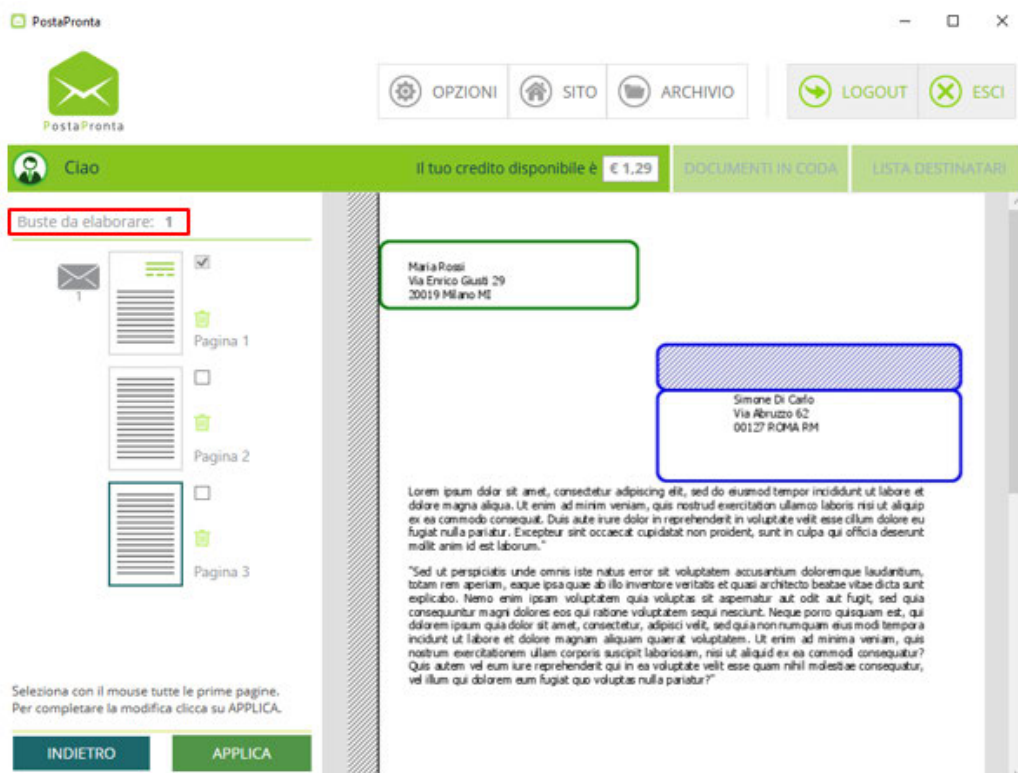 PostaPronta
PostaPronta
OPZIONI
SITO
ARCHIVIO
LOGOUT
ESCI
Ciao
Il tuo credito disponibile è € 1,29
DOCUMENTI IN CODA
LISTA DESTINATARI
Buste da elaborare: 1
1
Pagina 1
Pagina 2
Pagina 3
Seleziona con il mouse tutte le prime pagine.
Per completare la modifica clicca su APPLICA.
INDIETRO
APPLICA
Maria Rossi
Via Enrico Giusti 29
20019 Milano MI
Simone Di Carlo
Via Abruzzo 62
00127 ROMA RM
Lorem ipsum dolor sit amet, consectetur adipiscing elit, sed do eiusmod tempor incididunt ut labore et
dolore magna aliqua. Ut enim ad minim veniam, quis nostrud exercitation ullamco laboris nisi ut aliquip
ex ea commodo consequat. Duis aute irure dolor in reprehenderit in voluptate velit esse cillum dolore eu
fugiat nulla pariatur. Excepteur sint occaecat cupidatat non proident, sunt in culpa qui officia deserunt
mollit anim id est laborum."
"Sed ut perspiciatis unde omnis iste natus error sit voluptatem accusantium doloremque laudantium,
totam rem aperiam, eaque ipsa quae ab illo inventore veritatis et quasi architecto beatae vitae dicta sunt
explicabo. Nemo enim ipsam voluptatem quia voluptas sit aspernatur aut odit aut fugit, sed quia
consequuntur magni dolores eos qui ratione voluptatem sequi nesciunt. Neque porro quisquam est, qui
dolorem ipsum quia dolor sit amet, consectetur, adipisci velit, sed quia non numquam eius modi tempora
incidunt ut labore et dolore magnam aliquam quaerat voluptatem. Ut enim ad minima veniam, quis
nostrum exercitationem ullam corporis suscipit laboriosam, nisi ut aliquid ex ea commodi consequatur?
Quis autem vel eum iure reprehenderit qui in ea voluptate velit esse quam nihil molestiae consequatur,
vel illum qui dolorem eum fugiat quo voluptas nulla pariatur?"